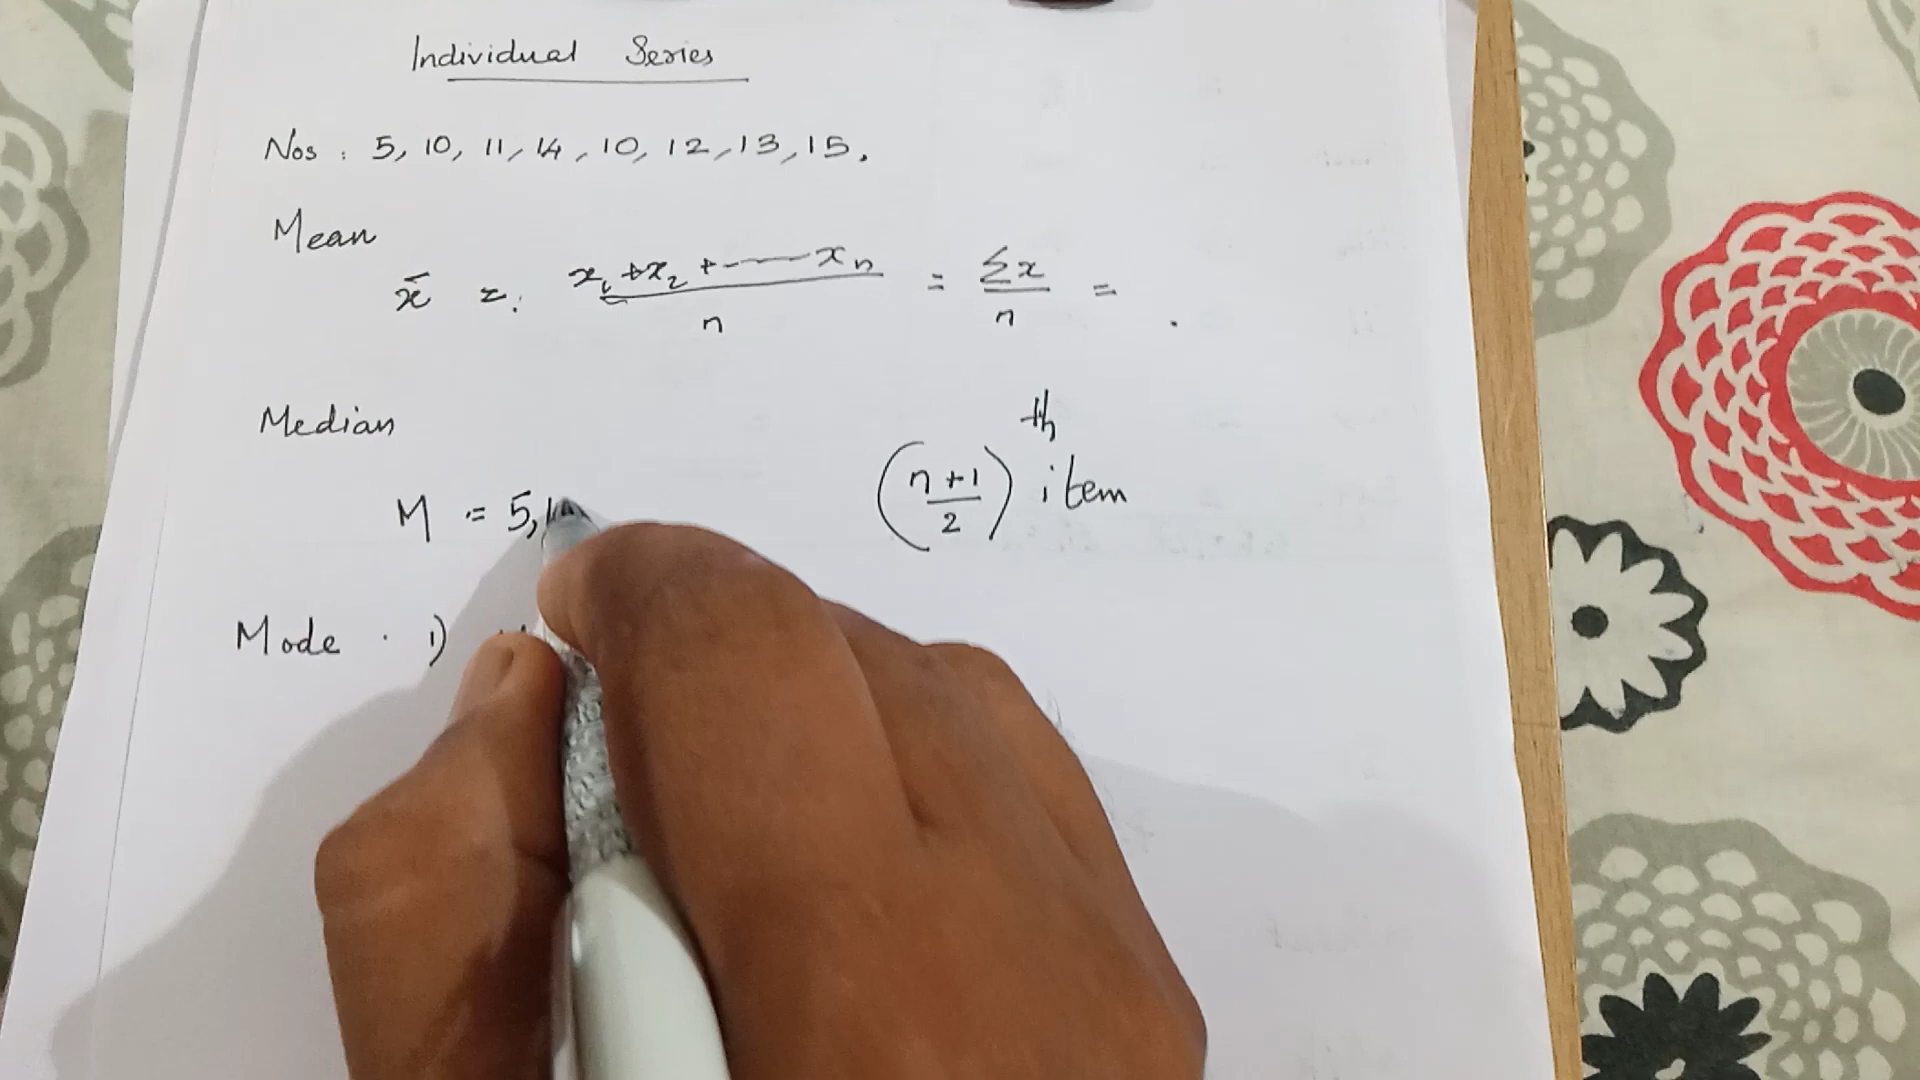 Individual Series
Nos : 5, 10, 11, 14, 10, 12, 13, 15.
Mean
x̄ = x₁ + x₂ + ------ xₙ / n = Σx / n =
Median
M = 5, 1
(n + 1 / 2)th item
Mode . 1)